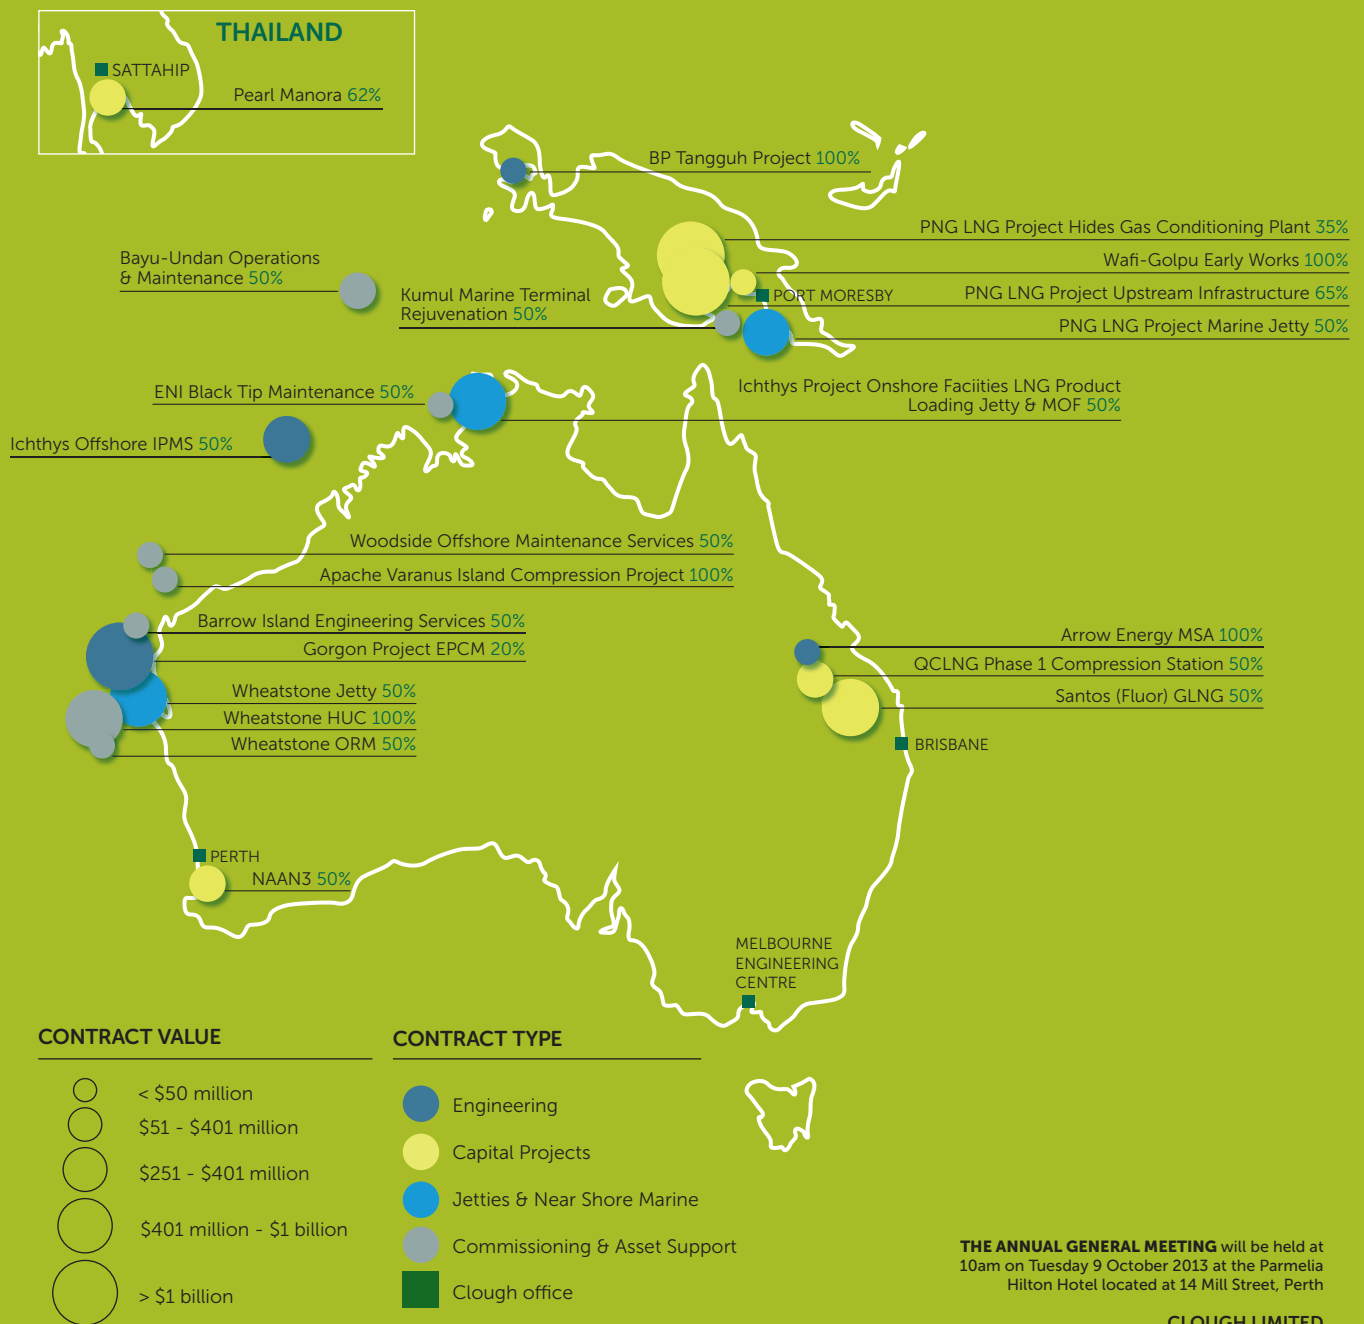 THAILAND
SATTAHIP
Pearl Manora 62%
BP Tangguh Project 100%
PNG LNG Project Hides Gas Conditioning Plant 35%
Wafi-Golpu Early Works 100%
PORT MORESBY
PNG LNG Project Upstream Infrastructure 65%
PNG LNG Project Marine Jetty 50%
Bayu-Undan Operations
& Maintenance 50%
Kumul Marine Terminal
Rejuvenation 50%
ENI Black Tip Maintenance 50%
Ichthys Project Onshore Faciities LNG Product
Loading Jetty & MOF 50%
Ichthys Offshore IPMS 50%
Woodside Offshore Maintenance Services 50%
Apache Varanus Island Compression Project 100%
Barrow Island Engineering Services 50%
Gorgon Project EPCM 20%
Wheatstone Jetty 50%
Wheatstone HUC 100%
Wheatstone ORM 50%
Arrow Energy MSA 100%
QCLNG Phase 1 Compression Station 50%
Santos (Fluor) GLNG 50%
BRISBANE
PERTH
NAAN3 50%
MELBOURNE
ENGINEERING
CENTRE
CONTRACT VALUE
< $50 million
$51 - $401 million
$251 - $401 million
$401 million - $1 billion
> $1 billion
CONTRACT TYPE
Engineering
Capital Projects
Jetties & Near Shore Marine
Commissioning & Asset Support
Clough office
THE ANNUAL GENERAL MEETING will be held at
10am on Tuesday 9 October 2013 at the Parmelia
Hilton Hotel located at 14 Mill Street, Perth
CLOUGH LIMITED